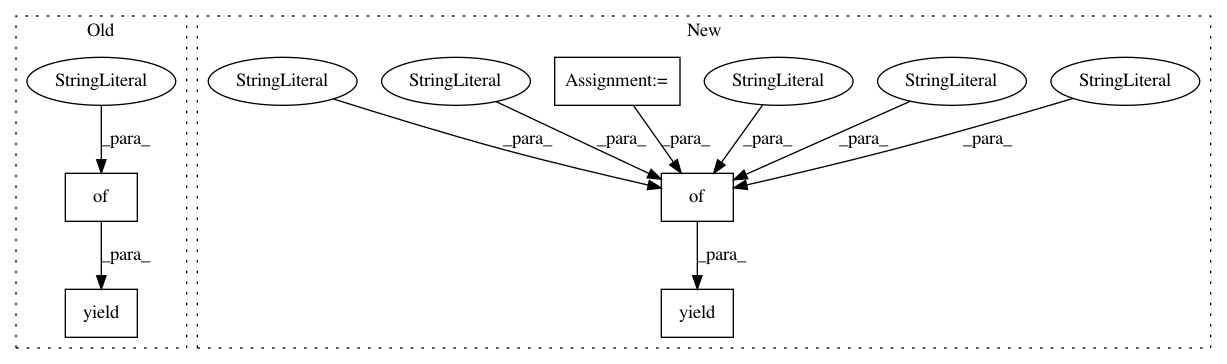 Old
New
StringLiteral
StringLiteral
StringLiteral
Assignment:=
StringLiteral
StringLiteral
StringLiteral
_para_
_para_
_para_
_para_
_para_
_para_
_para_
of
of
_para_
_para_
yield
yield